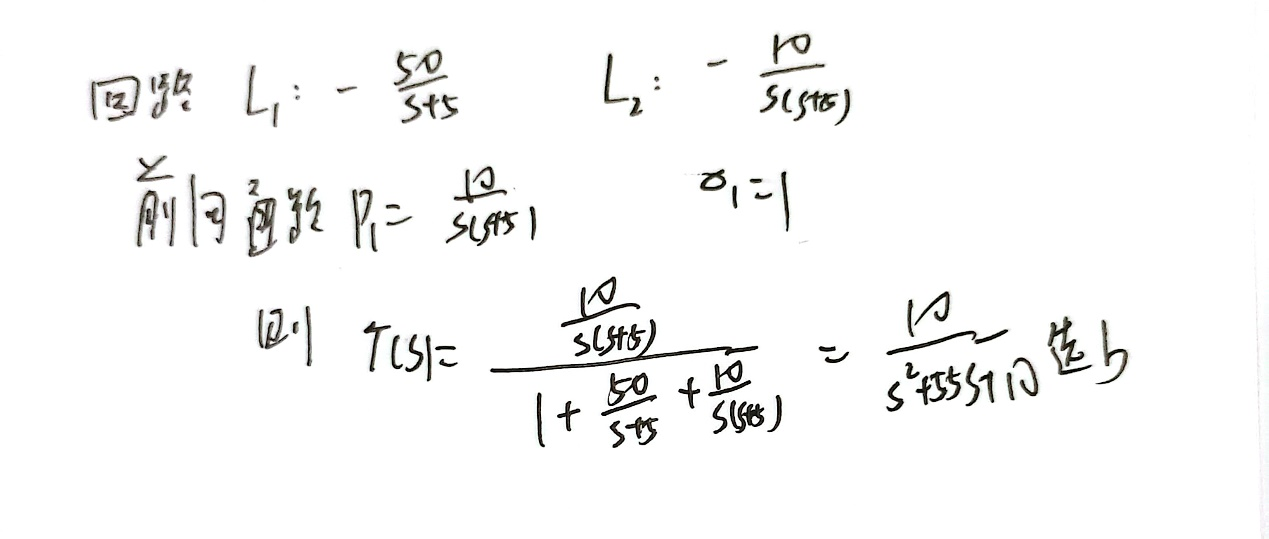 回路 L₁: - 50/(s+5) L₂: - 10/(s(s+5))
前向通路 P₁= 10/(s(s+5)) δ₁=1
则 T(s)= (10/(s(s+5)))/(1 + 50/(s+5) + 10/(s(s+5))) = 10/(s²+55s+10) 选 b